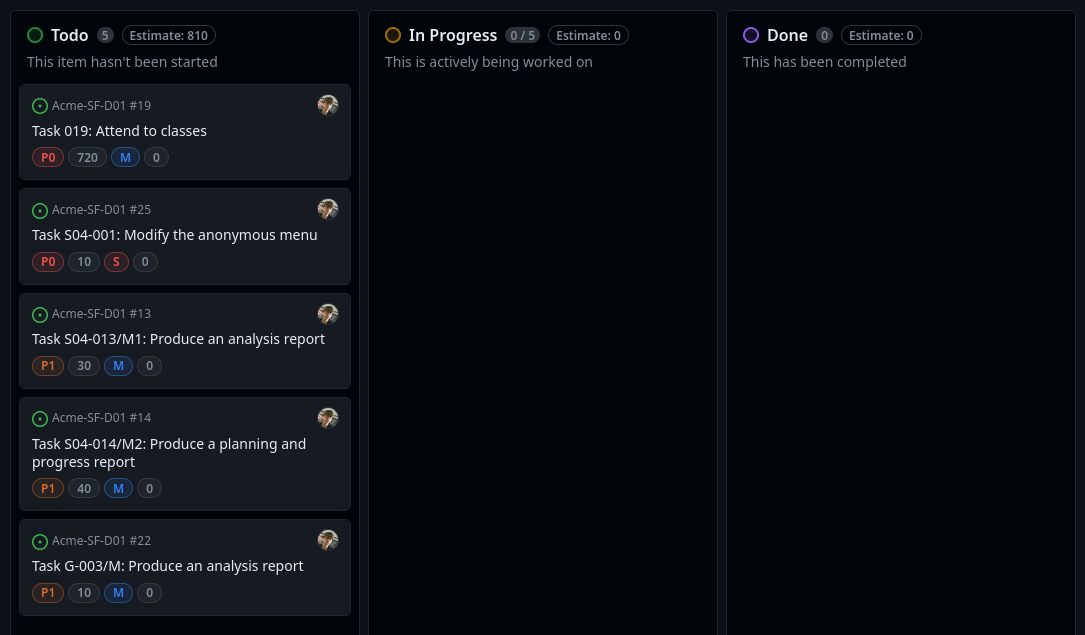 Todo 5 Estimate: 810
This item hasn't been started
Acme-SF-D01 #19
Task 019: Attend to classes
P0 720 M 0
Acme-SF-D01 #25
Task S04-001: Modify the anonymous menu
P0 10 S 0
Acme-SF-D01 #13
Task S04-013/M1: Produce an analysis report
P1 30 M 0
Acme-SF-D01 #14
Task S04-014/M2: Produce a planning and
progress report
P1 40 M 0
Acme-SF-D01 #22
Task G-003/M: Produce an analysis report
P1 10 M 0
In Progress 0 / 5 Estimate: 0
This is actively being worked on
Done 0 Estimate: 0
This has been completed